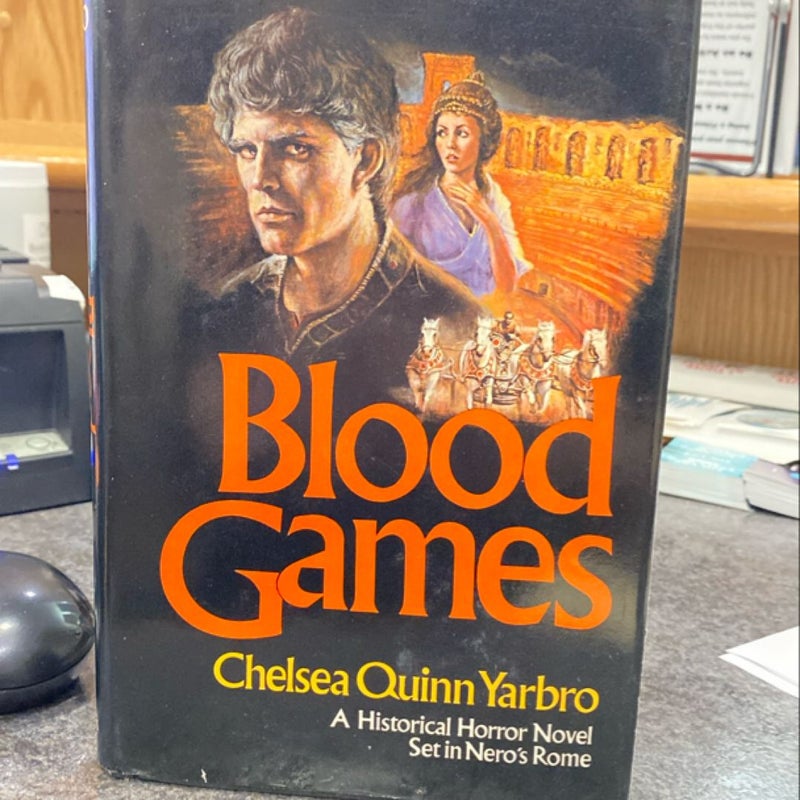 Blood
Games
Chelsea Quinn Yarbro
A Historical Horror Novel
Set in Nero's Rome